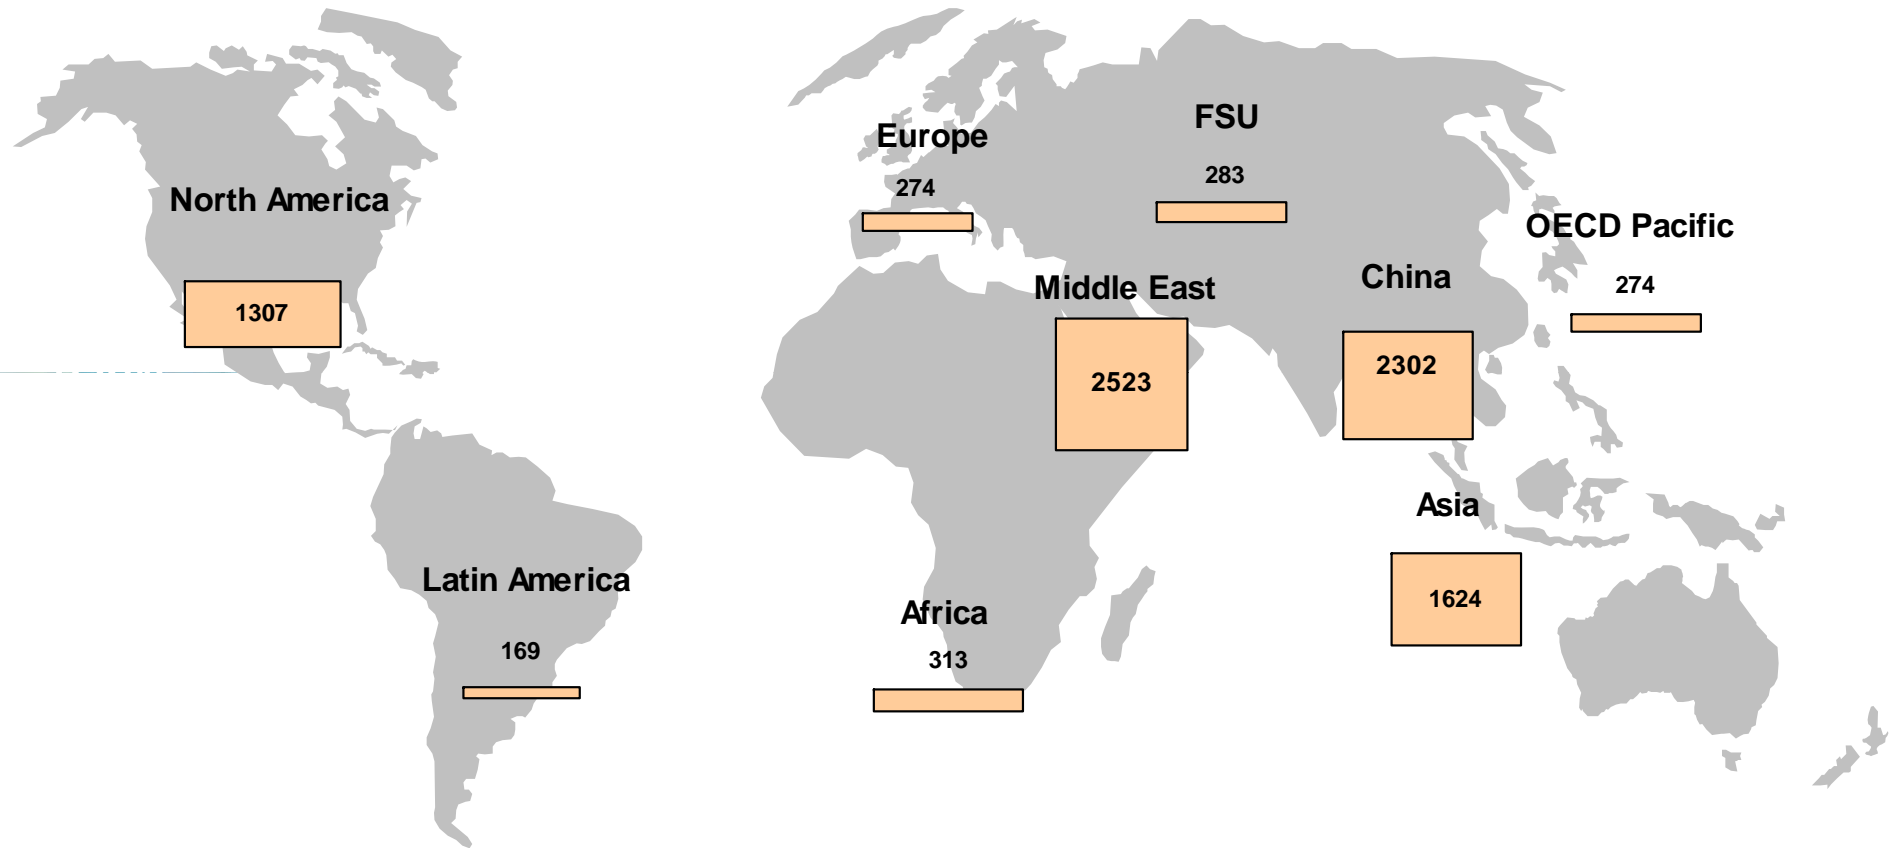 FSU
Europe
283
274
North America
OECD Pacific
China
274
Middle East
1307
2302
2523
Asia
Latin America
1624
Africa
169
313